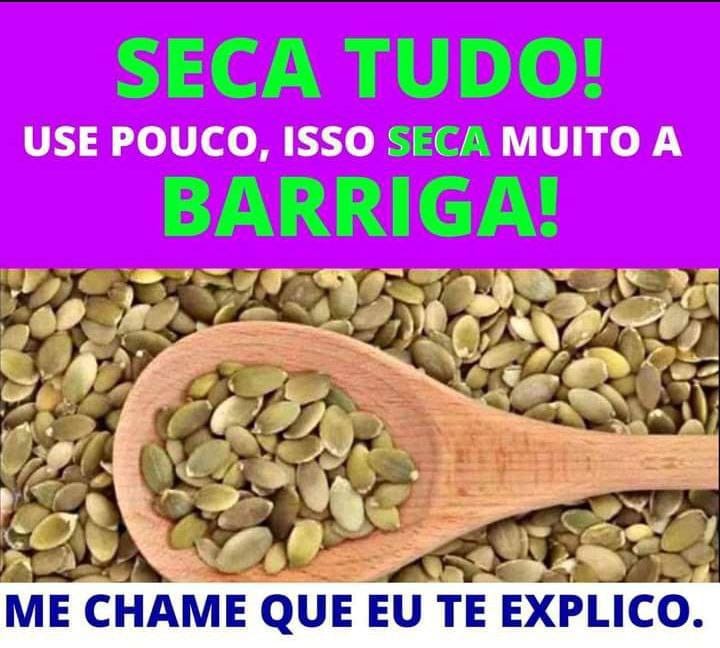 SECA TUDO!
USE POUCO, ISSO SECA MUITO A
BARRIGA!
ME CHAME QUE EU TE EXPLICO.